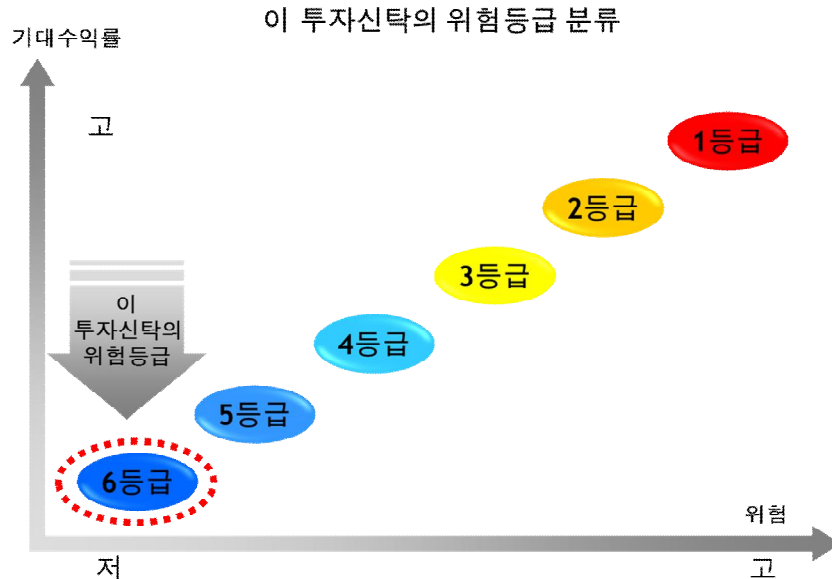 이 투자신탁의 위험등급 분류
기대수익률
고
1등급
2등급
3등급
이
투자신탁의
위험등급
4등급
5등급
6등급
위험
저
고